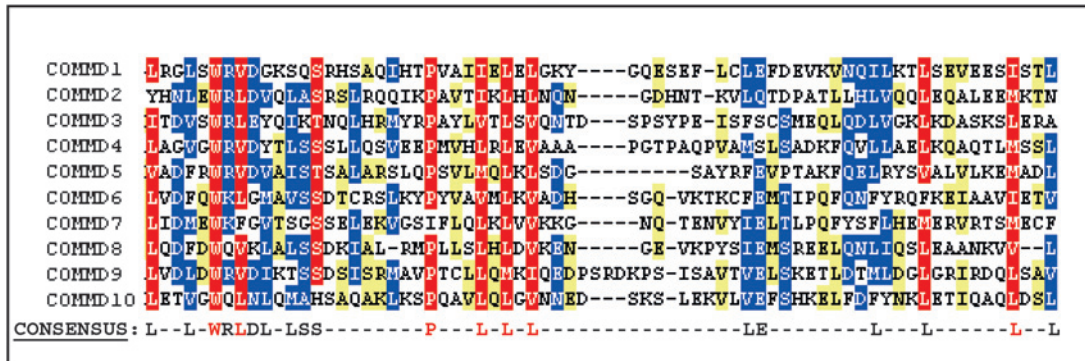 COMMD1 LRGLSWRVDGKSQSRHSAQIHTPVAIIELELGKY----GQESEF-LCLEFDEVKVNQILKTLSEVEESISTL
COMMD2 YHNLEWRLDVQLASRSLRQQIKPAVTIKLHLNQN-----GDHNT-KVLQTDPATLLHLVQQLEQALEEMKTN
COMMD3 ITDVSWRLEYQIKTNQLHRMYRPAYLVTLSVQNTD---SPSYPE-ISFSCSMEQLQDLVGKLKDASKSLERA
COMMD4 LAGVGWRVDYTLSSSLLQSVEEPMVHLRLEVAAA----PGTPAQPVAMSLSADKFQVLLAELKQAQTLMSSL
COMMD5 VADFRWRVDVAISTSALARSLQPSVLMQLKLSDG---------SAYRFEVPTAKFQELRYSVALVLKEMADL
COMMD6 LVDFQWKLGMAVSSDTCRSLKYPYVAVMLKVADH----SGQ-VKTKCFEMTIPQFQNFYRQFKEIAAVIETV
COMMD7 LIDMEWKFGVTSGSSELEKVGSIFLQLKLVVKKG-----NQ-TENVYIELTLPQFYSFLHEMERVRTSMECF
COMMD8 LQDFDWQVKLALSSDKIAL-RMPLLSLHLDVKEN-----GE-VKPYSIEMSREELQNLIQSLEAANKVV--L
COMMD9 LVDLDWRVDIKTSSDSISRMAVPTCLLQMKIQEDPSRDKPS-ISAVTVELSKETLDTMLDGLGRIRDQLSAV
COMMD10 LETVGWQLNLQMAHSAQAKLKSPQAVLQLGVNNED---SKS-LEKVLVEFSHKELFDFYNKLETIQAQLDSL
CONSENSUS: L--L-WRLDL-LSS--------P---L-L-L----------------LE--------L---L------L--L